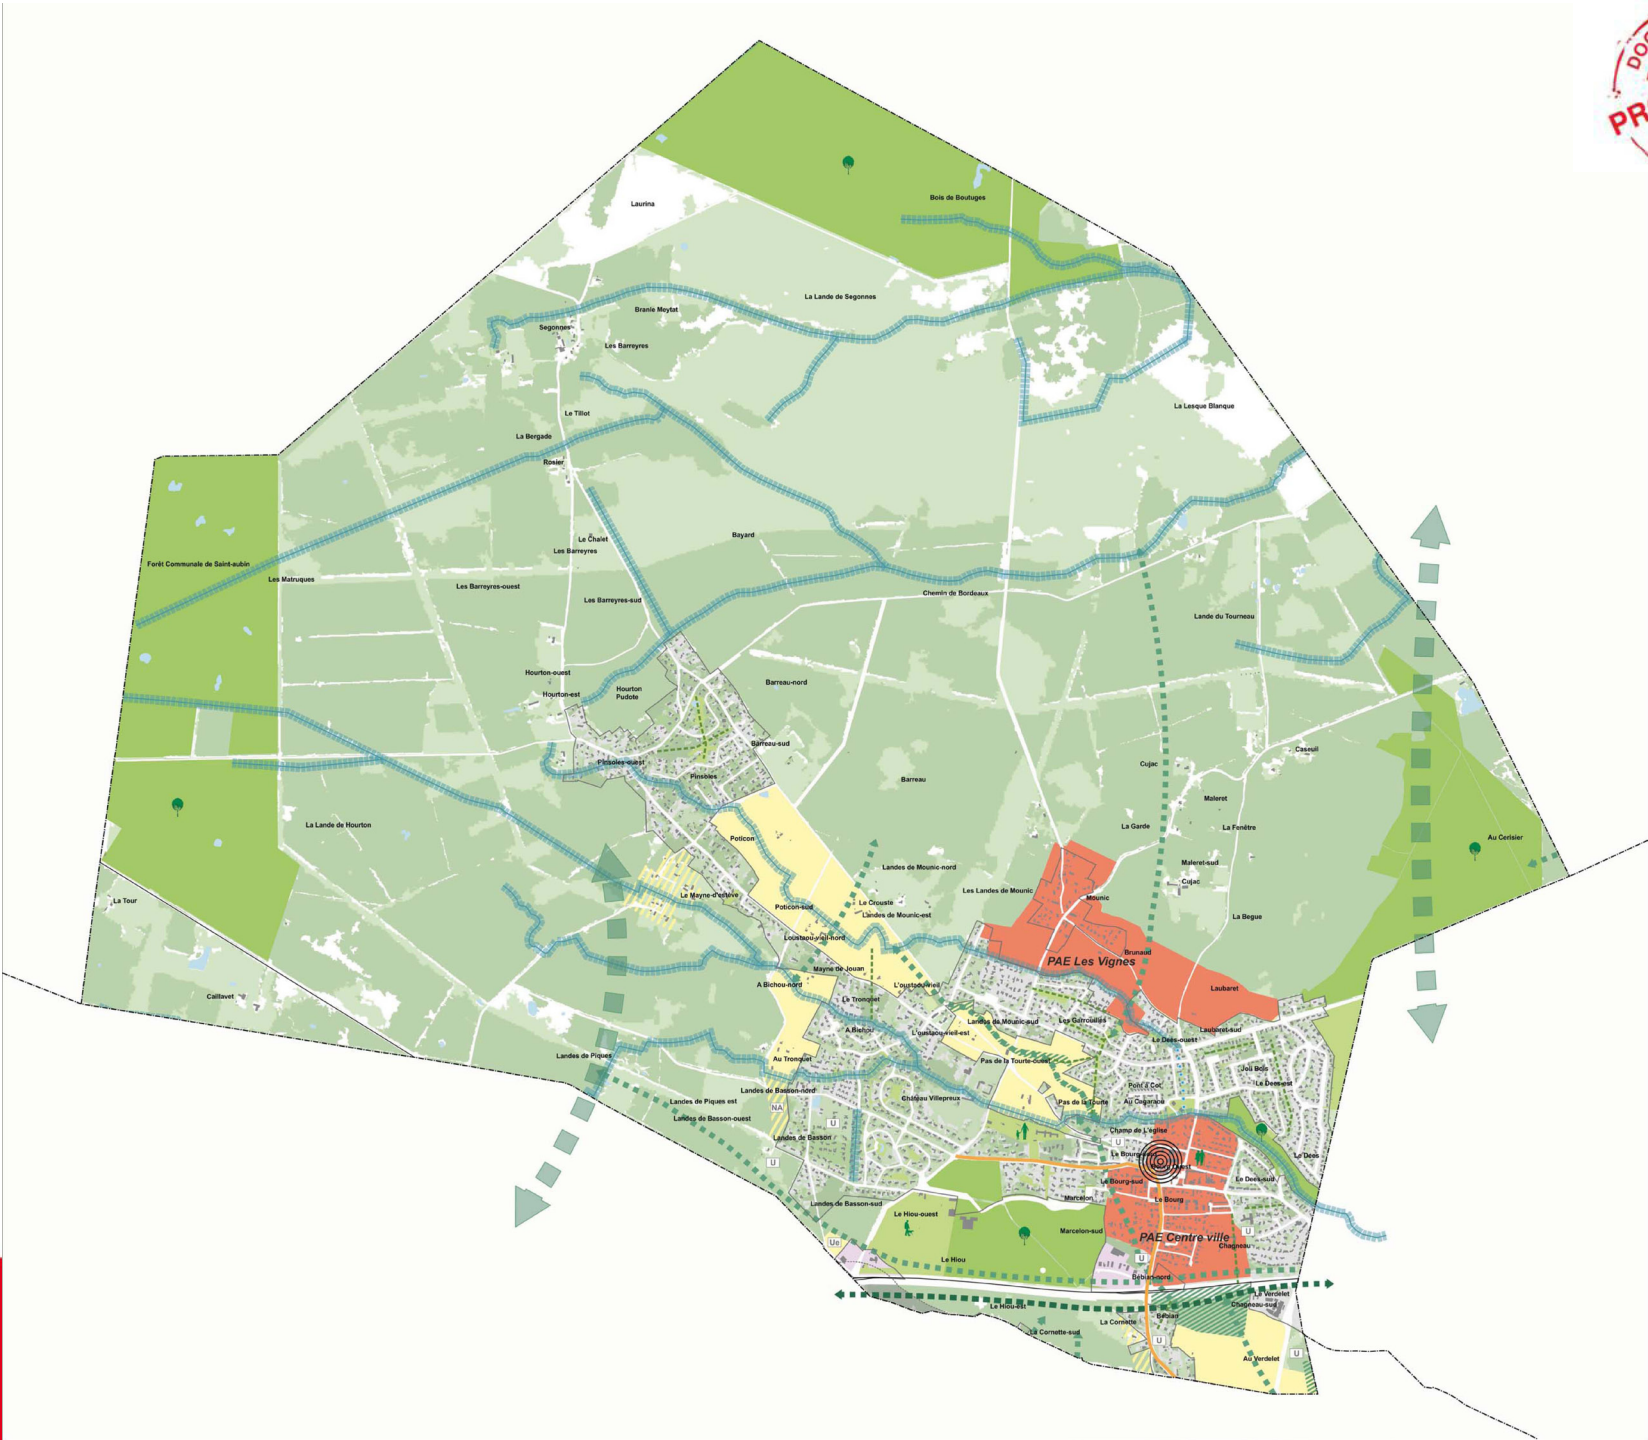 Bois de Boutuges
Laurina
La Lande de Segonnes
Branle Meytat
Segonnes
Les Barreyres
La Lesque Blanque
Le Tillot
La Bergade
Rosier
Bayard
Le Chalet
Les Barreyres
Forêt Communale de Saint-aubin
Les Matruques
Les Barreyres-ouest
Chemin de Bordeaux
Les Barreyres-sud
Lande du Tourneau
Hourton-ouest
Barreau-nord
Hourton
Pudote
Hourton-est
Barreau-sud
Caseuil
Pinsoles-ouest
Cujac
Pinsoles
Barreau
Maleret
La Lande de Hourton
La Garde
La Fenêtre
Poticon
Au Cerisier
Maleret-sud
Landes de Mounic-nord
Cujac
Les Landes de Mounic
Le Mayne-d'estève
Mounic
La Tour
Le Crouste
Poticon-sud
Landes de Mounic-est
La Begue
Loustaou-vieil-nord
Brunaud
PAE Les Vignes
Mayne de Jouan
A Bichou-nord
L'oustaou-vieil
Laubaret
Caillavet
Le Tronquet
Landes de Mounic-sud
Les Garrouilles
A Bichou
L'oustaou-vieil-est
Laubaret-sud
Le Dees-ouest
Landes de Piques
Au Tronquet
Pas de la Tourte-ouest
Joli Bois
Pont à Cot
Le Dees-est
Landes de Basson-nord
Château Villepreux
Landes de Piques est
Pas de la Tourte
Au Cagaraou
NA
Landes de Basson-ouest
U
Champ de L'église
Landes de Basson
U
U
Le Dees
Le Bourg-sud
Le Dees-sud
Marcelon
Le Bourg
Landes de Basson-sud
Le Hiou-ouest
Marcelon-sud
U
PAE Centre ville
Ue
Chagneau
Le Hiou
U
Bébian-nord
Le Verdelet
Le Hiou-est
Chagneau-sud
Bébian
La Cornette
La Cornette-sud
U
U
Au Verdelet